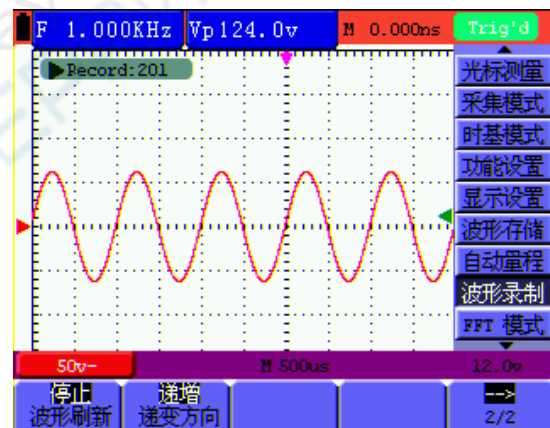 F 1.000KHz Vp124.0v M 0.000ns Trig'd
Record:201
光标测量
采集模式
时基模式
功能设置
显示设置
波形存储
自动量程
波形录制
FFT 模式
50v~ M 500us 12.0v
停止 递增 -->
波形刷新 递变方向 2/2